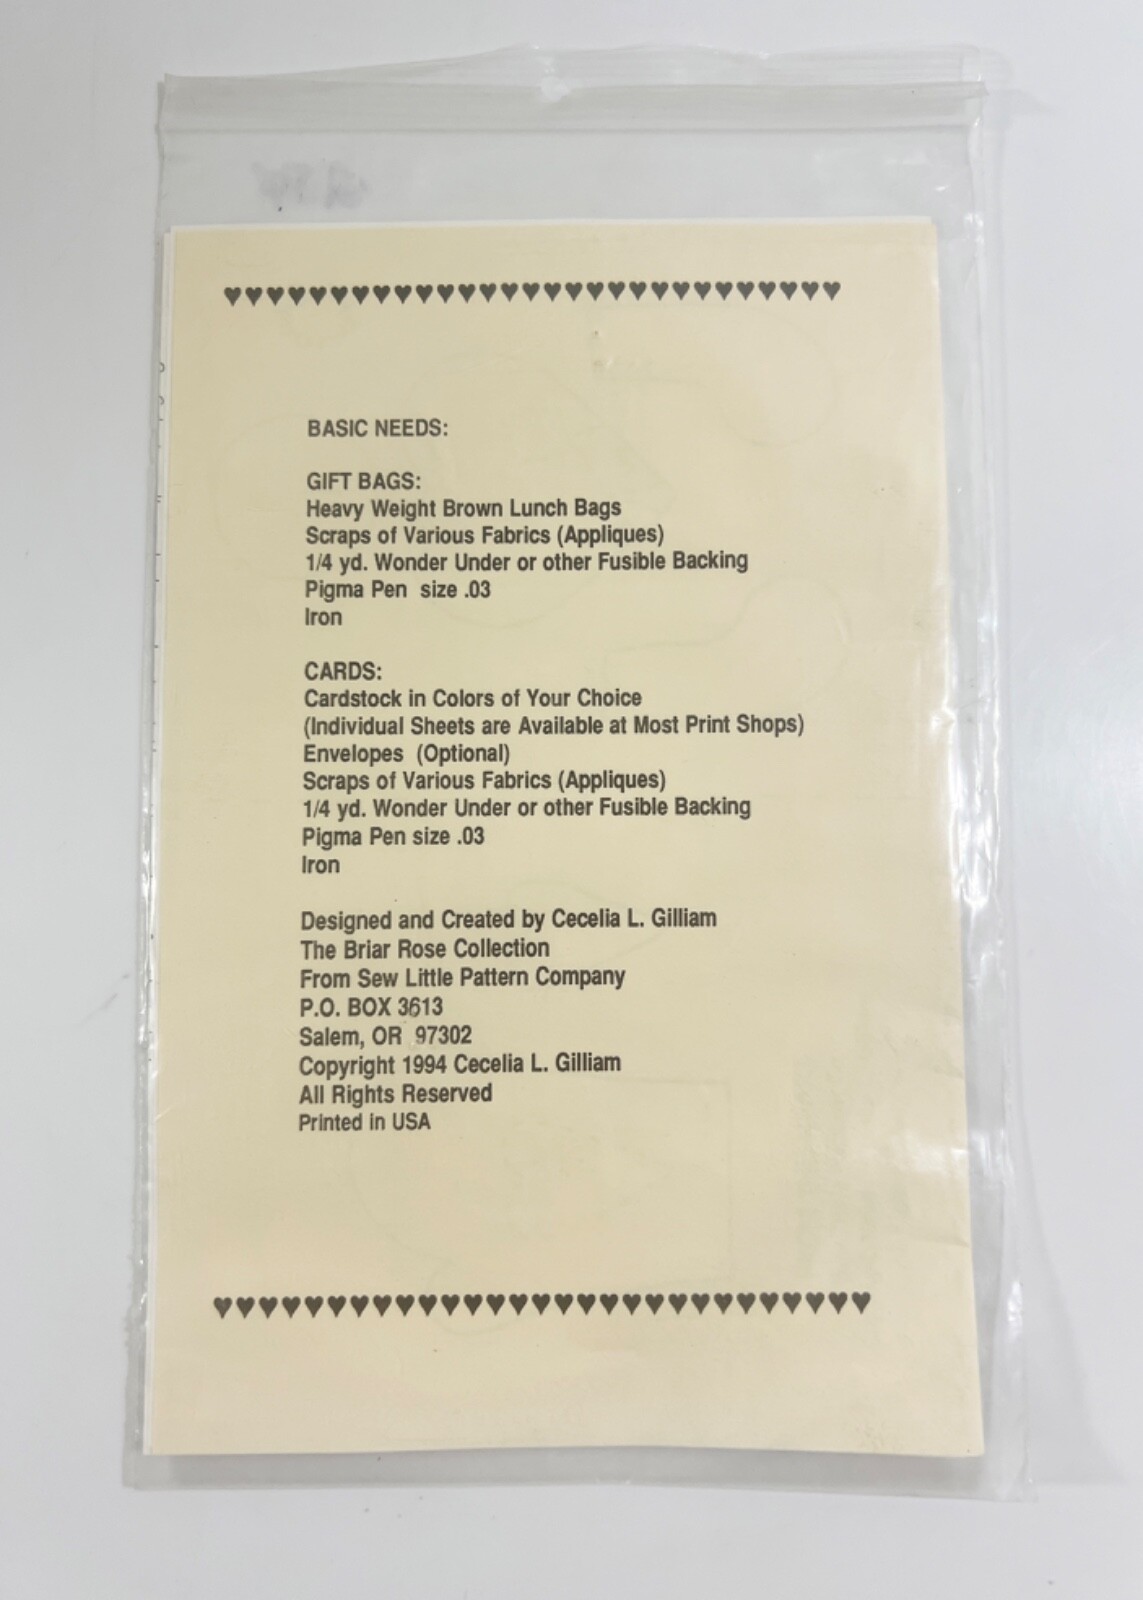 ♥♥♥♥♥♥♥♥♥♥♥♥♥♥♥♥♥♥♥♥♥♥♥♥♥♥♥♥♥
BASIC NEEDS:
GIFT BAGS:
Heavy Weight Brown Lunch Bags
Scraps of Various Fabrics (Appliques)
1/4 yd. Wonder Under or other Fusible Backing
Pigma Pen  size .03
Iron
CARDS:
Cardstock in Colors of Your Choice
(Individual Sheets are Available at Most Print Shops)
Envelopes  (Optional)
Scraps of Various Fabrics (Appliques)
1/4 yd. Wonder Under or other Fusible Backing
Pigma Pen size .03
Iron
Designed and Created by Cecelia L. Gilliam
The Briar Rose Collection
From Sew Little Pattern Company
P.O. BOX 3613
Salem, OR  97302
Copyright 1994 Cecelia L. Gilliam
All Rights Reserved
Printed in USA
♥♥♥♥♥♥♥♥♥♥♥♥♥♥♥♥♥♥♥♥♥♥♥♥♥♥♥♥♥